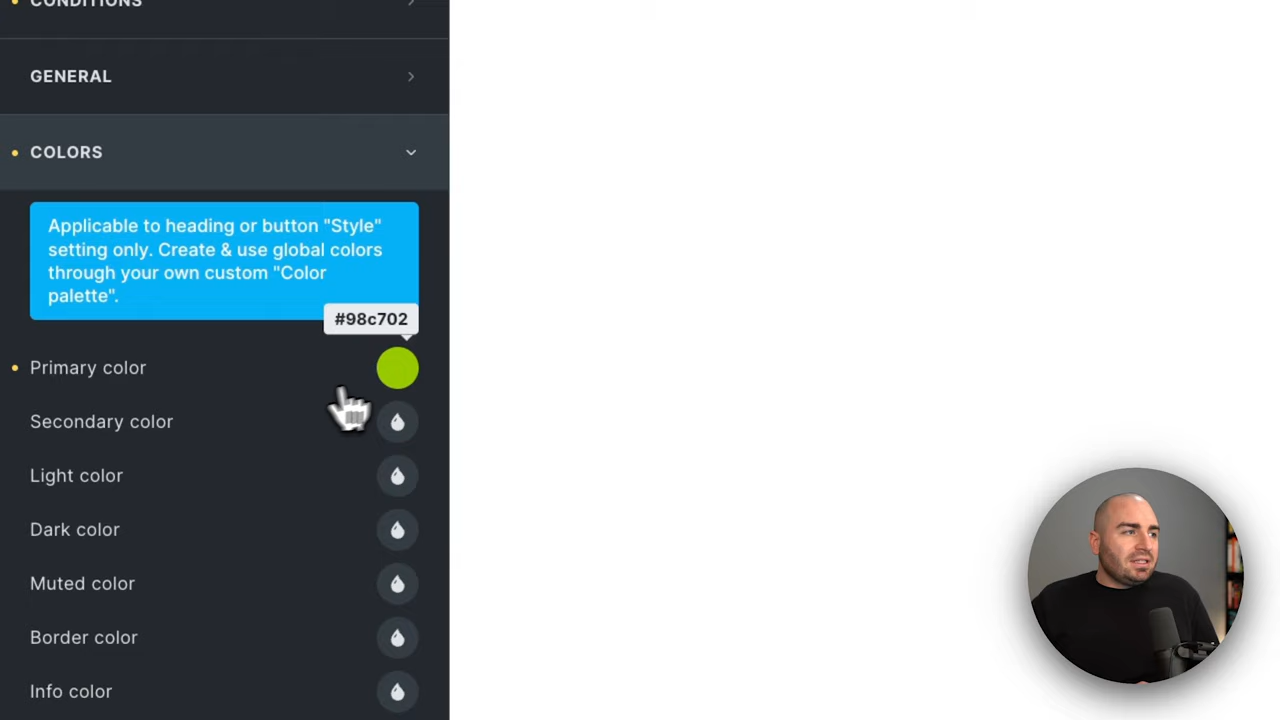 CONDITIONS
GENERAL
COLORS
Applicable to heading or button "Style"
setting only. Create & use global colors
through your own custom "Color
palette".
#98c702
Primary color
Secondary color
Light color
Dark color
Muted color
Border color
Info color